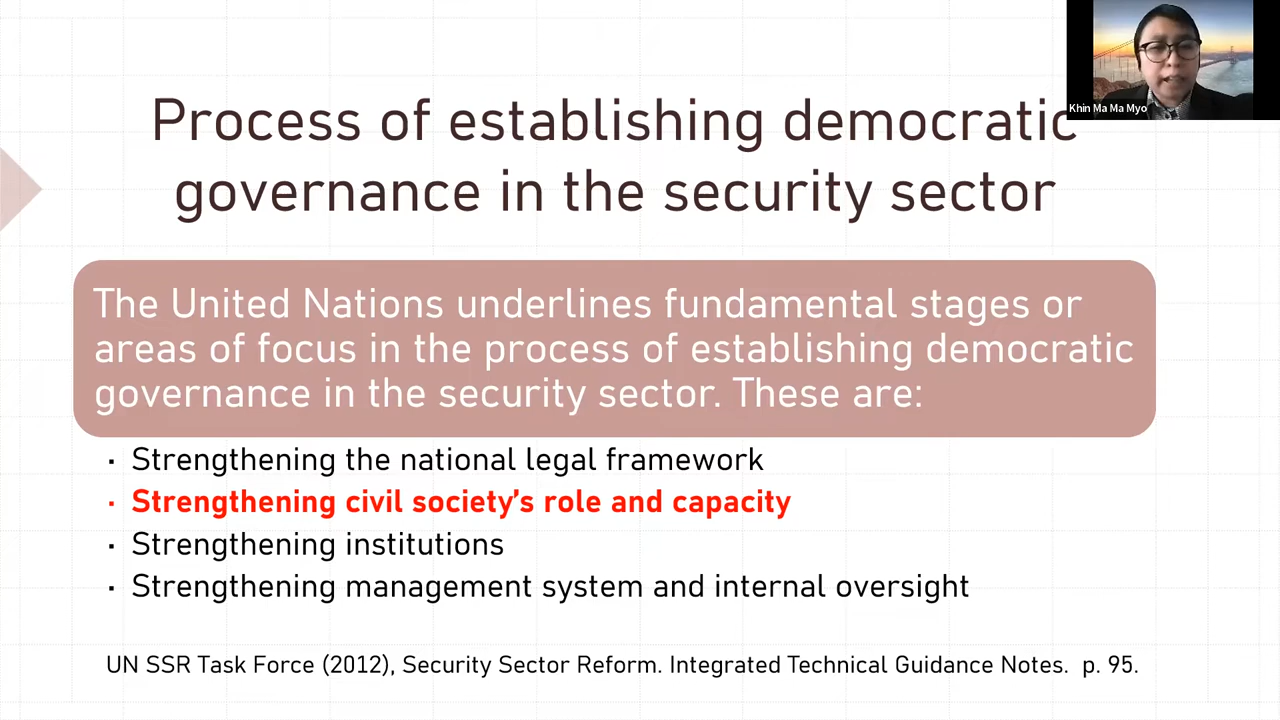 Khin Ma Ma Myo
Process of establishing democratic
governance in the security sector
The United Nations underlines fundamental stages or
areas of focus in the process of establishing democratic
governance in the security sector. These are:
· Strengthening the national legal framework
· Strengthening civil society’s role and capacity
· Strengthening institutions
· Strengthening management system and internal oversight
UN SSR Task Force (2012), Security Sector Reform. Integrated Technical Guidance Notes. p. 95.